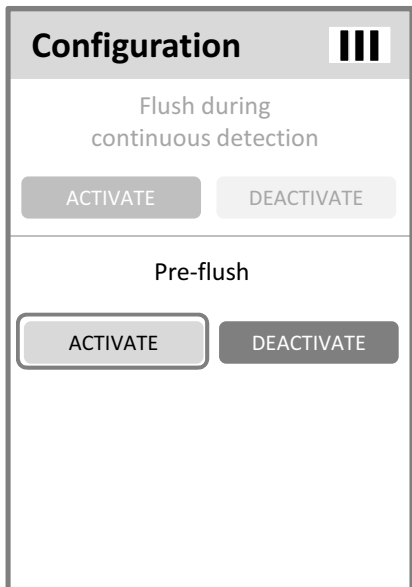 Configuration
Flush during
continuous detection
ACTIVATE DEACTIVATE
Pre-flush
ACTIVATE DEACTIVATE